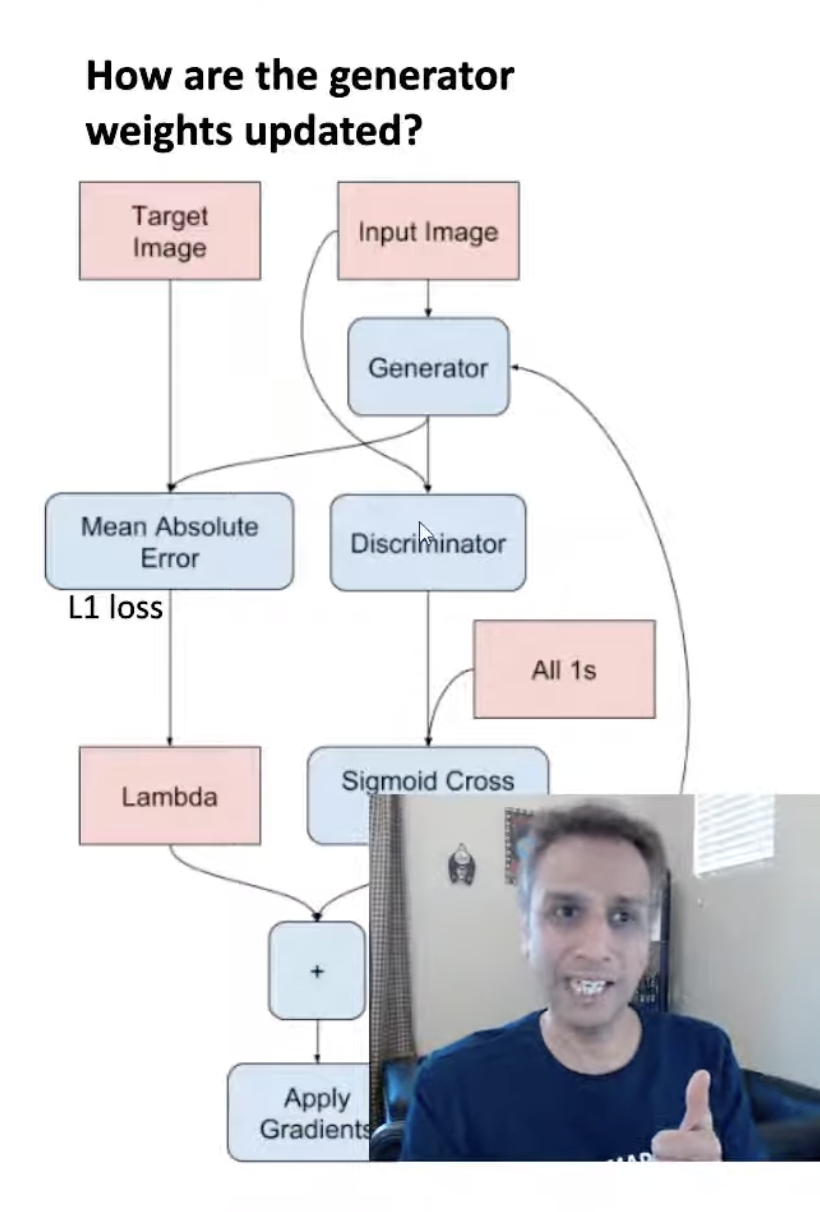 How are the generator
weights updated?
Target
Image
Input Image
Generator
Mean Absolute
Error
Discriminator
L1 loss
All 1s
Lambda
Sigmoid Cross
+
Apply
Gradients